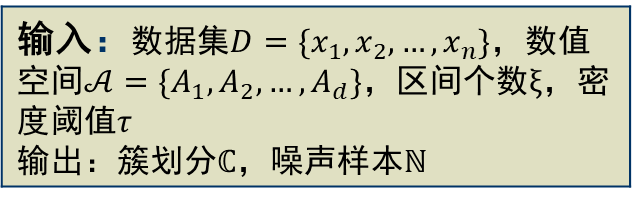 输入：数据集D = {x₁, x₂, …, xₙ}，数值
空间𝒜 = {A₁, A₂, …, A_d}，区间个数ξ，密
度阈值τ
输出：簇划分ℂ，噪声样本ℕ